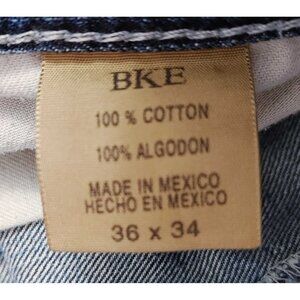 BKE
100 % COTTON
100% ALGODON
MADE IN MEXICO
HECHO EN MEXICO
36 x 34